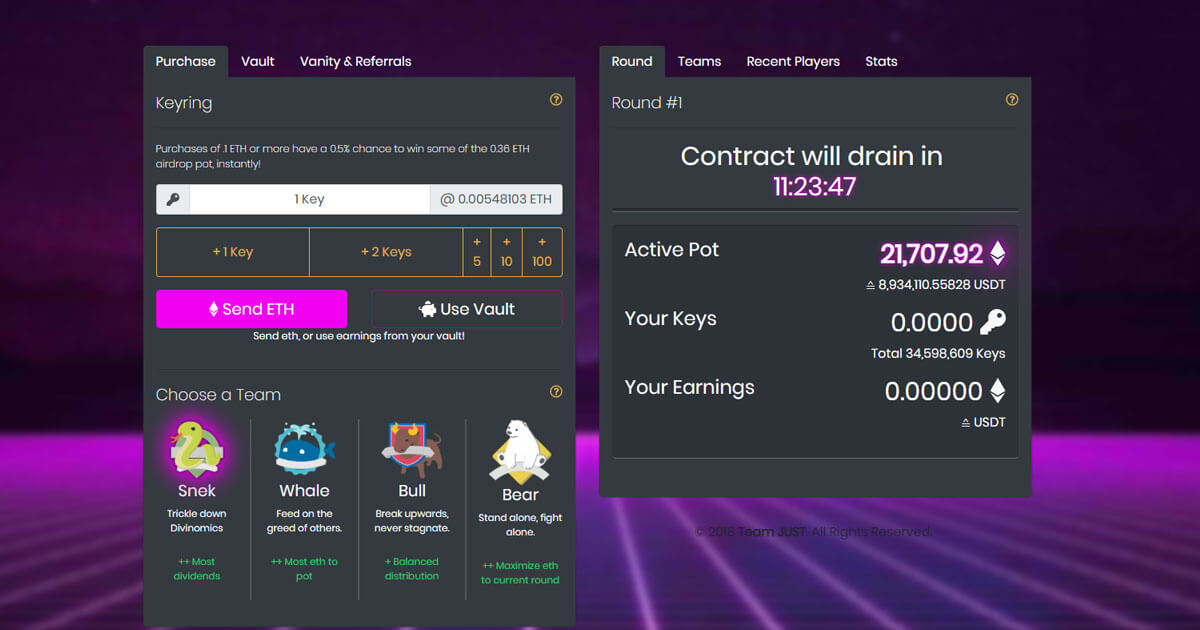 Purchase Vault Vanity & Referrals
Keyring
Purchases of .1 ETH or more have a 0.5% chance to win some of the 0.36 ETH
airdrop pot, instantly!
1 Key @ 0.00548103 ETH
+ 1 Key + 2 Keys + 5 + 10 + 100
Send ETH Use Vault
Send eth, or use earnings from your vault!
Choose a Team
Snek
Trickle down
Divinomics
++ Most
dividends
Whale
Feed on the
greed of others.
++ Most eth to
pot
Bull
Break upwards,
never stagnate.
+ Balanced
distribution
Bear
Stand alone, fight
alone.
++ Maximize eth
to current round
Round Teams Recent Players Stats
Round #1
Contract will drain in
11:23:47
Active Pot 21,707.92
≙ 8,934,110.55828 USDT
Your Keys 0.0000
Total 34,598,609 Keys
Your Earnings 0.00000
≙ USDT
© 2018 Team JUST. All Rights Reserved.